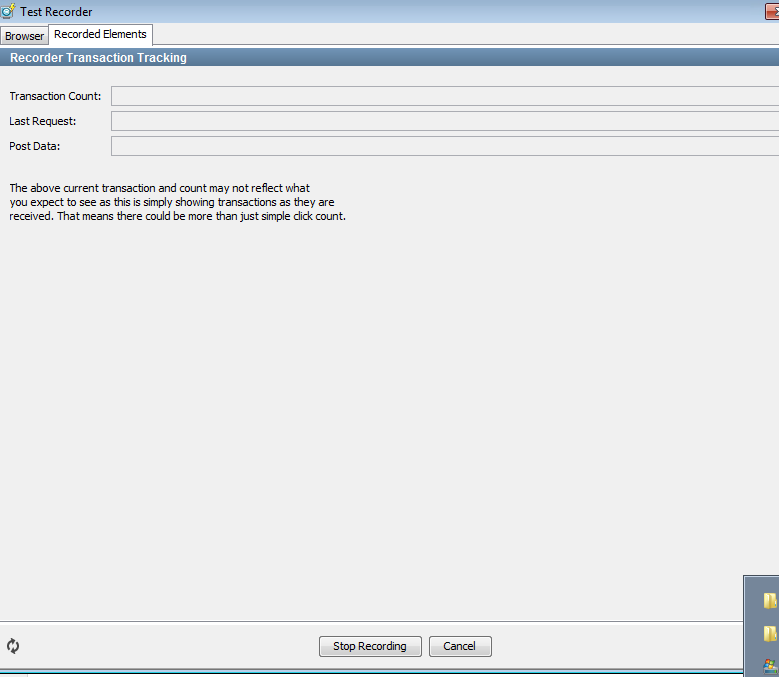 Test Recorder
Browser Recorded Elements
Recorder Transaction Tracking
Transaction Count:
Last Request:
Post Data:
The above current transaction and count may not reflect what
you expect to see as this is simply showing transactions as they are
received. That means there could be more than just simple click count.
Stop Recording Cancel